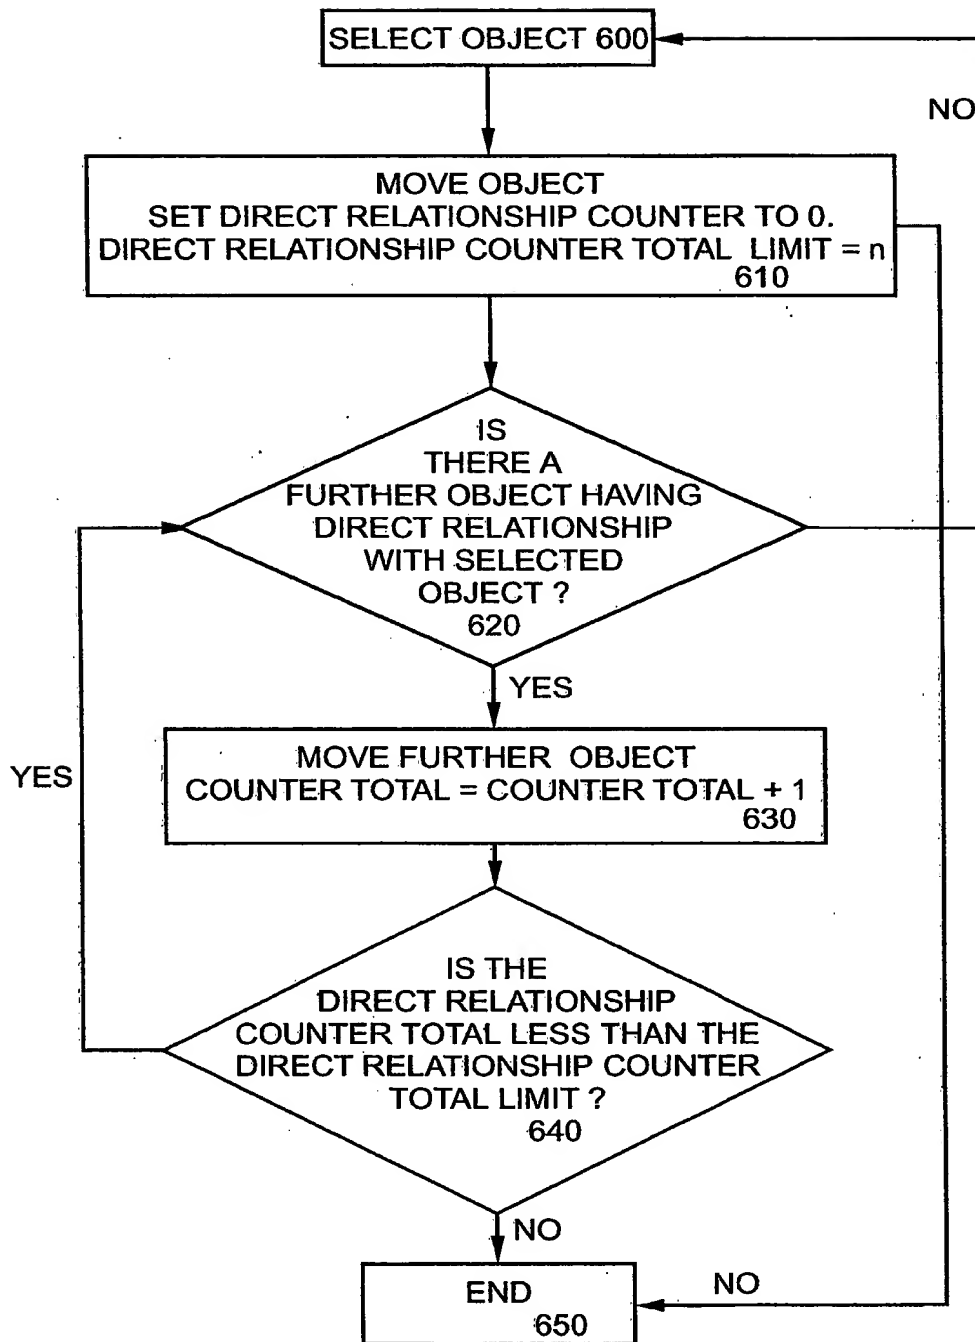 SELECT OBJECT 600
NO
MOVE OBJECT
SET DIRECT RELATIONSHIP COUNTER TO 0.
DIRECT RELATIONSHIP COUNTER TOTAL LIMIT = n
610
IS
THERE A
FURTHER OBJECT HAVING
DIRECT RELATIONSHIP
WITH SELECTED
OBJECT ?
620
YES
MOVE FURTHER OBJECT
COUNTER TOTAL = COUNTER TOTAL + 1
630
YES
IS THE
DIRECT RELATIONSHIP
COUNTER TOTAL LESS THAN THE
DIRECT RELATIONSHIP COUNTER
TOTAL LIMIT ?
640
NO
END
650
NO